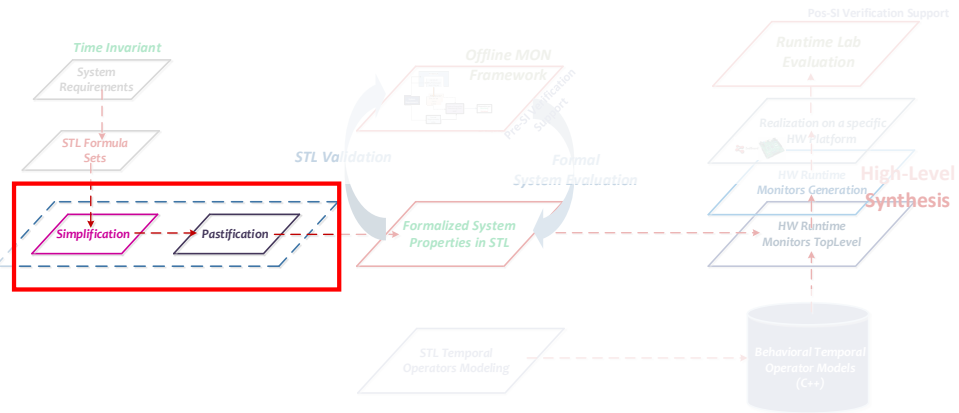 Pos-SI Verification Support
Time Invariant
System
Requirements
Offline MON
Framework
Pre-SI Verification
Support
Runtime Lab
Evaluation
STL Formula
Sets
STL Validation
Formal
System Evaluation
Realization on a specific
HW Platform
HW Runtime
Monitors Generation
High-Level
Synthesis
Simplification
Pastification
Formalized System
Properties in STL
HW Runtime
Monitors TopLevel
STL Temporal
Operators Modeling
Behavioral Temporal
Operator Models
(C++)